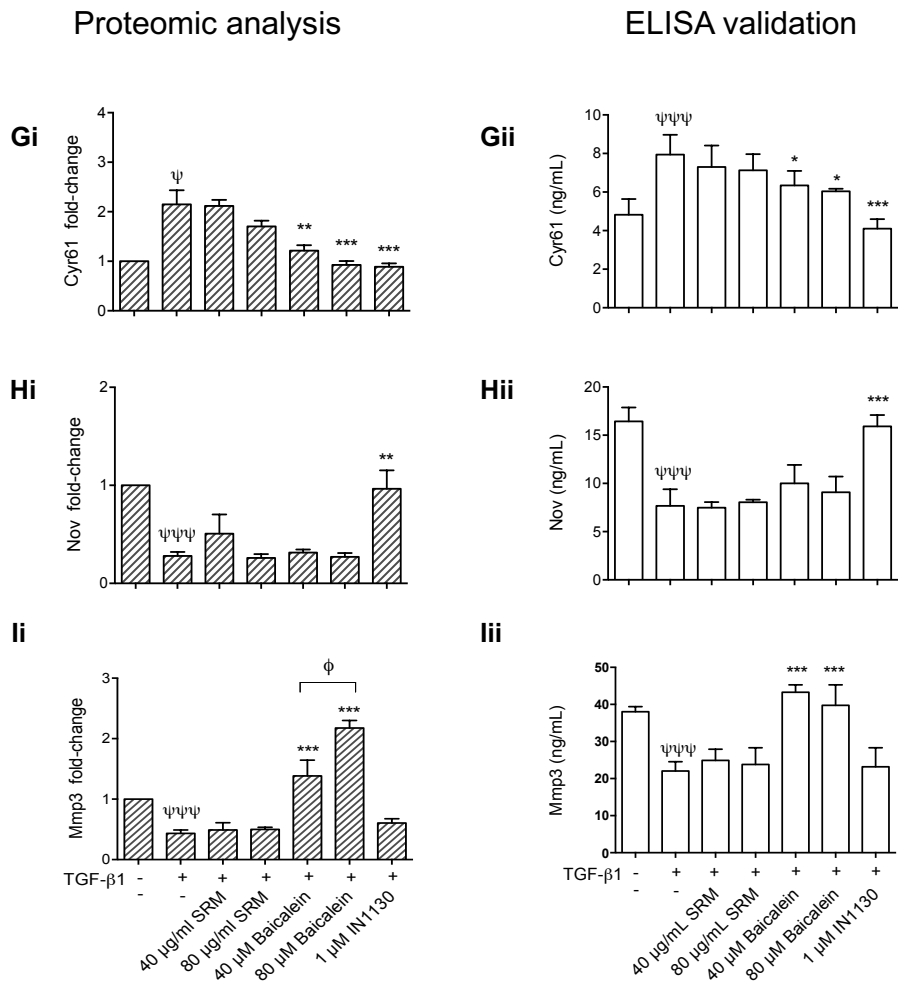 Proteomic analysis
ELISA validation
Gi
Cyr61 fold-change
4
3
2
1
0
ψ
**
***
***
Gii
Cyr61 (ng/mL)
10
8
6
4
2
0
ψψψ
*
*
***
Hi
Nov fold-change
2
1
0
ψψψ
**
Hii
Nov (ng/mL)
20
15
10
5
0
ψψψ
***
Ii
Mmp3 fold-change
3
2
1
0
ψψψ
***
ϕ
***
TGF-β1 - + + + + + +
- -
40 µg/ml SRM
80 µg/ml SRM
40 µM Baicalein
80 µM Baicalein
1 µM IN1130
Iii
Mmp3 (ng/mL)
50
40
30
20
10
0
ψψψ
***
***
TGF-β1 - + + + + + +
- -
40 µg/mL SRM
80 µg/mL SRM
40 µM Baicalein
80 µM Baicalein
1 µM IN1130